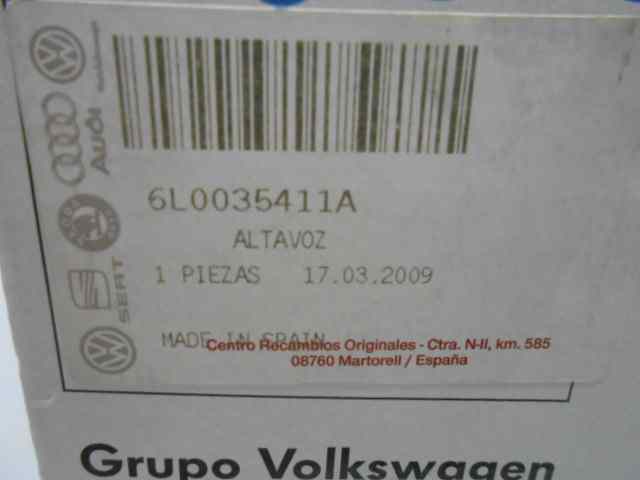 Audi
SEAT
6L0035411A
ALTAVOZ
1 PIEZAS 17.03.2009
MADE IN SPAIN
Centro Recambios Originales - Ctra. N-II, km. 585
08760 Martorell / España
Grupo Volkswagen